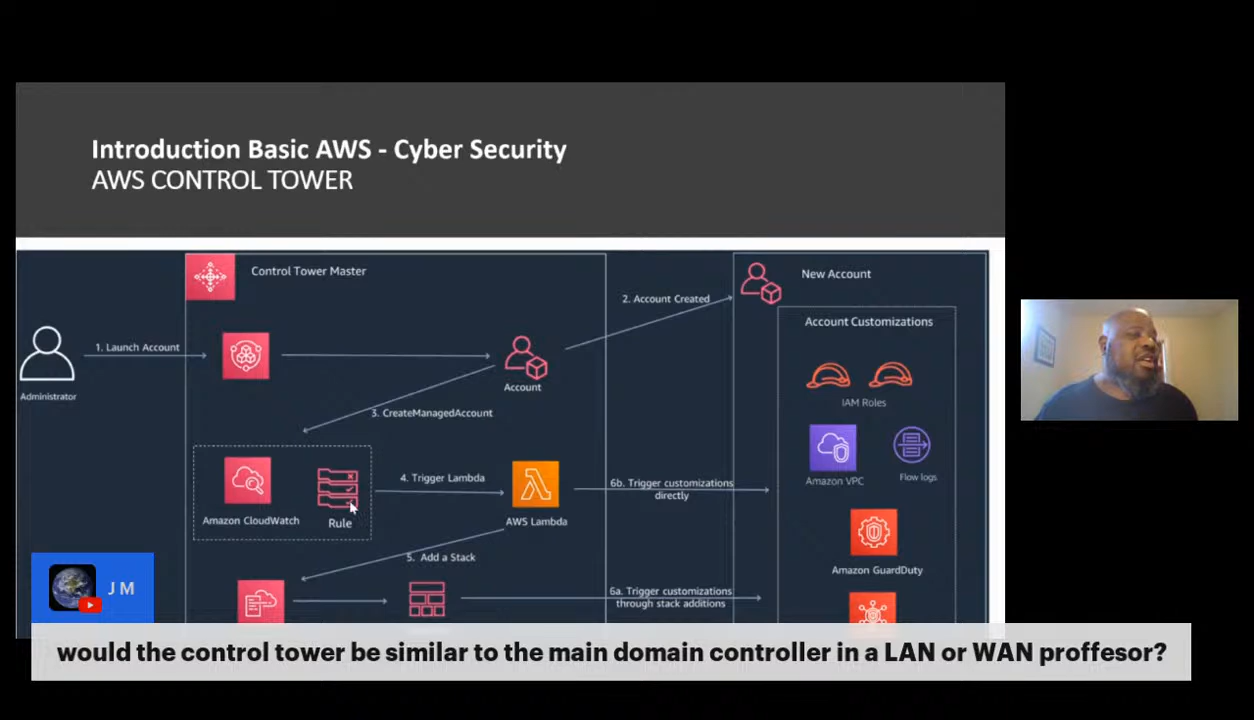 Introduction Basic AWS - Cyber Security
AWS CONTROL TOWER
Control Tower Master
New Account
2. Account Created
Account Customizations
1. Launch Account
Administrator
Account
IAM Roles
3. CreateManagedAccount
4. Trigger Lambda
6b. Trigger customizations
directly
Amazon VPC
Flow logs
Amazon CloudWatch
Rule
AWS Lambda
5. Add a Stack
Amazon GuardDuty
6a. Trigger customizations
through stack additions
J M
would the control tower be similar to the main domain controller in a LAN or WAN proffesor?